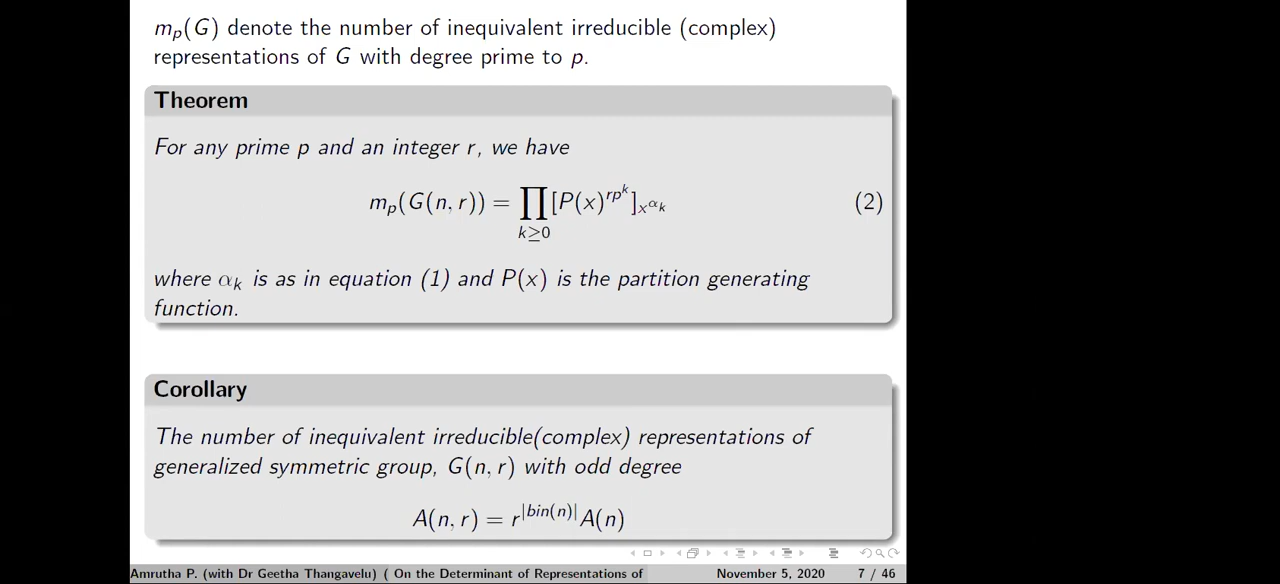 m_p(G) denote the number of inequivalent irreducible (complex)
representations of G with degree prime to p.
Theorem
For any prime p and an integer r, we have
m_p(G(n, r)) = ∏_{k≥0} [P(x)^{rp^k}]_{x^{α_k}} (2)
where α_k is as in equation (1) and P(x) is the partition generating
function.
Corollary
The number of inequivalent irreducible(complex) representations of
generalized symmetric group, G(n, r) with odd degree
A(n, r) = r^{|bin(n)|} A(n)
Amrutha P. (with Dr Geetha Thangavelu) ( On the Determinant of Representations of November 5, 2020 7 / 46